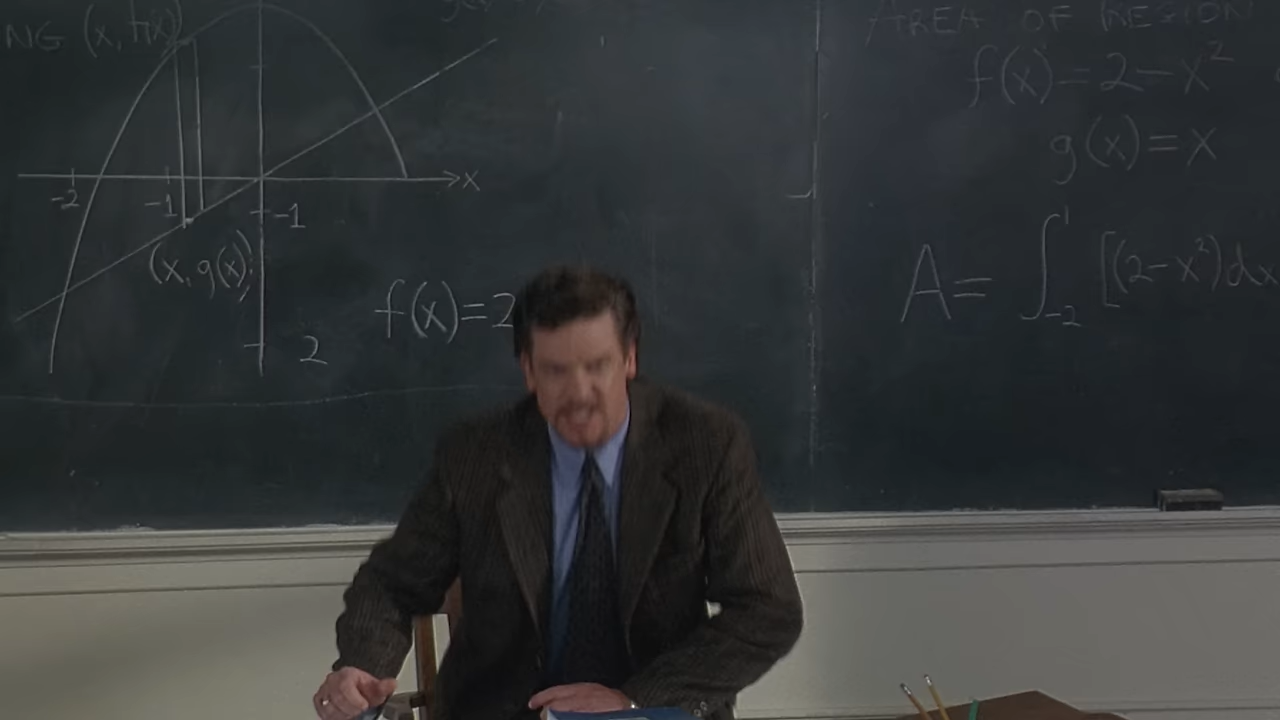 NG (x, f(x))
x
-2
-1
-1
(x, g(x))
2
f(x)=2
AREA OF REGION
f(x)=2-x²
g(x)=x
A= ∫₋₂¹ [(2-x²)dx